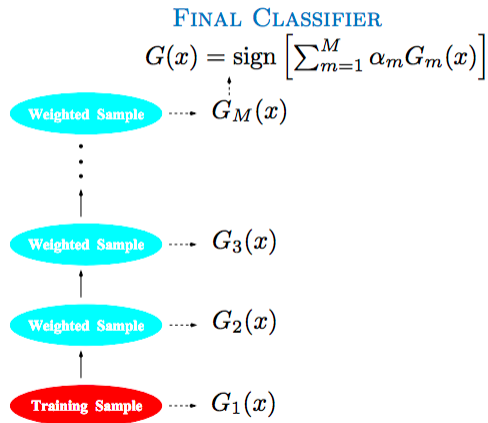 FINAL CLASSIFIER
G(x) = sign [∑_{m=1}^{M} α_m G_m(x)]
Weighted Sample G_M(x)
Weighted Sample G_3(x)
Weighted Sample G_2(x)
Training Sample G_1(x)